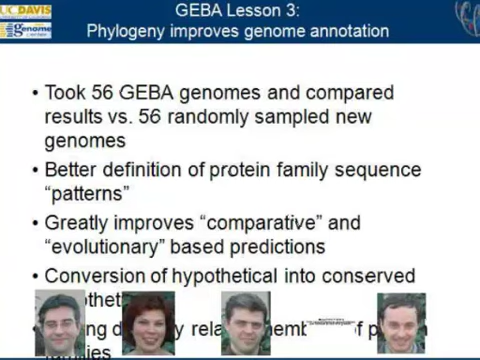 UC DAVIS
genome
GEBA Lesson 3:
Phylogeny improves genome annotation
• Took 56 GEBA genomes and compared
results vs. 56 randomly sampled new
genomes
• Better definition of protein family sequence
“patterns”
• Greatly improves “comparative” and
“evolutionary” based predictions
• Conversion of hypothetical into conserved